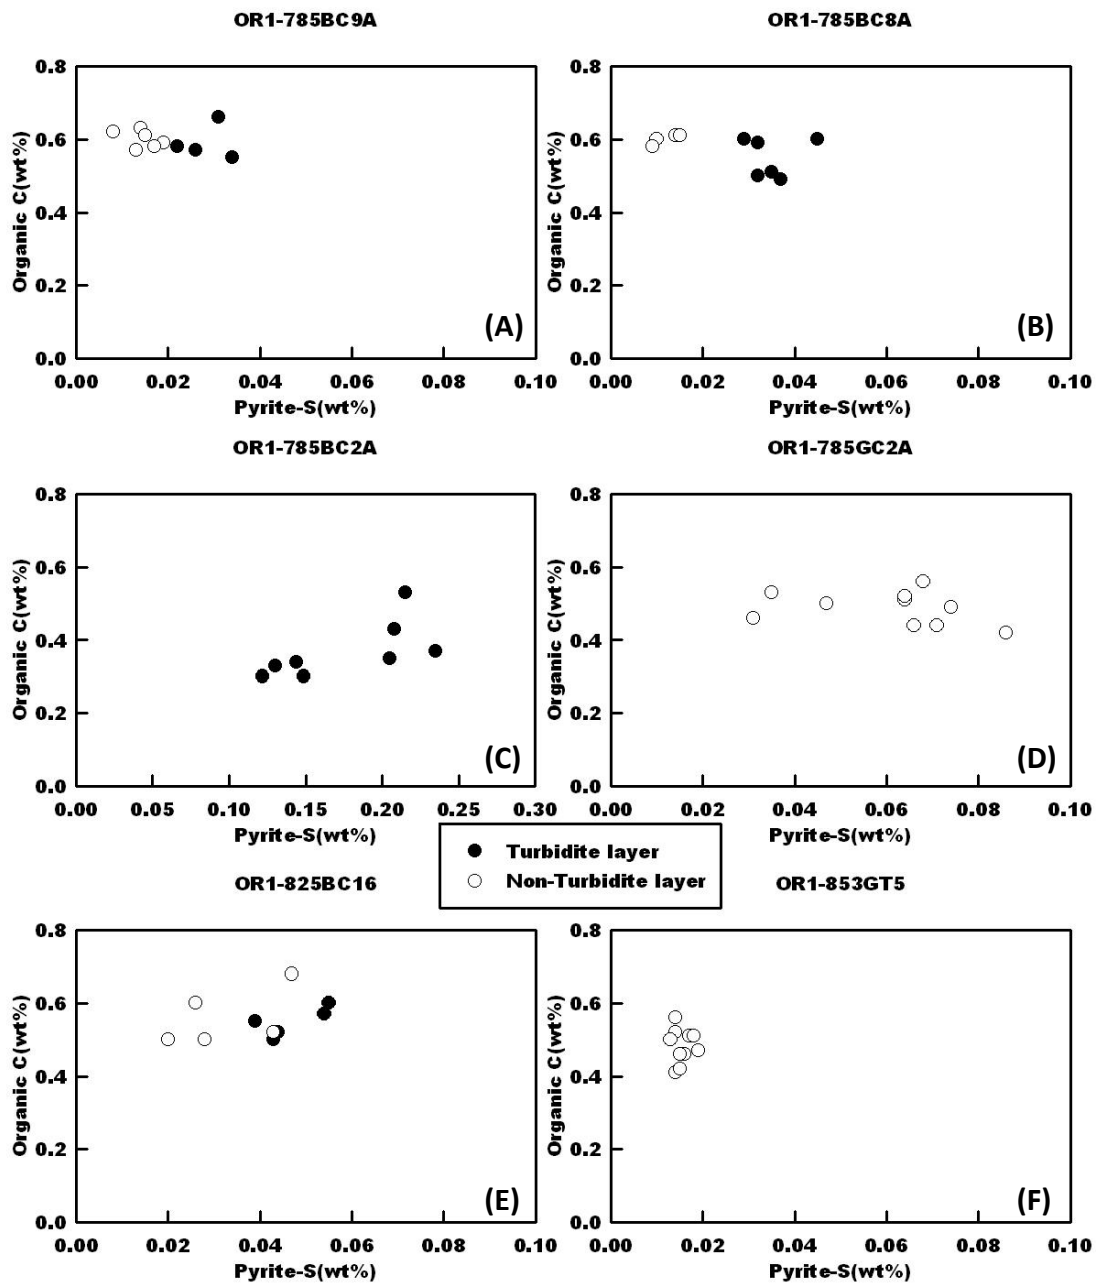 OR1-785BC9A
0.8
0.6
0.4
0.2
0.0
Organic C(wt%)
(A)
0.00 0.02 0.04 0.06 0.08 0.10
Pyrite-S(wt%)
OR1-785BC8A
0.8
0.6
0.4
0.2
0.0
Organic C(wt%)
(B)
0.00 0.02 0.04 0.06 0.08 0.10
Pyrite-S(wt%)
OR1-785BC2A
0.8
0.6
0.4
0.2
0.0
Organic C(wt%)
(C)
0.00 0.05 0.10 0.15 0.20 0.25 0.30
Pyrite-S(wt%)
OR1-785GC2A
0.8
0.6
0.4
0.2
0.0
Organic C(wt%)
(D)
0.00 0.02 0.04 0.06 0.08 0.10
Pyrite-S(wt%)
Turbidite layer
Non-Turbidite layer
OR1-825BC16
0.8
0.6
0.4
0.2
0.0
Organic C(wt%)
(E)
0.00 0.02 0.04 0.06 0.08 0.10
Pyrite-S(wt%)
OR1-853GT5
0.8
0.6
0.4
0.2
0.0
Organic C(wt%)
(F)
0.00 0.02 0.04 0.06 0.08 0.10
Pyrite-S(wt%)